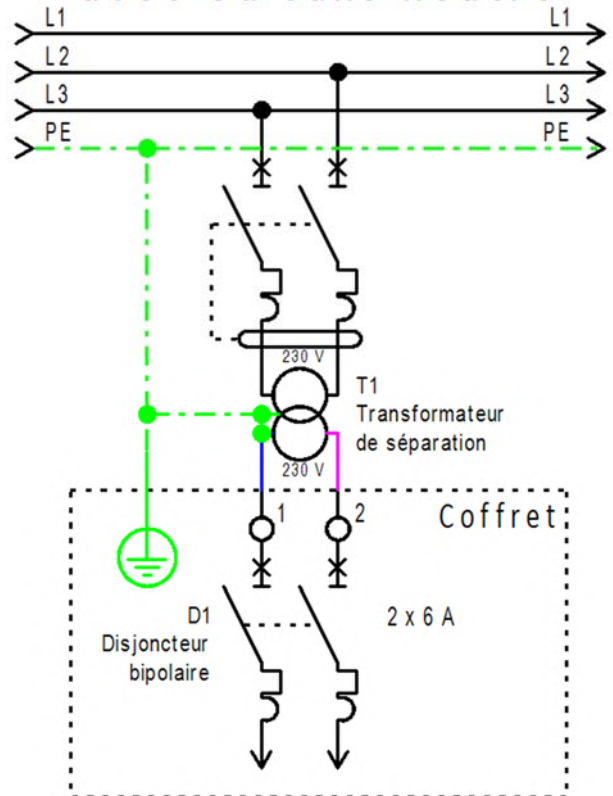 L1 L1
L2 L2
L3 L3
PE PE
230 V
T1
Transformateur
de séparation
230 V
1 2 Coffret
D1 2 x 6 A
Disjoncteur
bipolaire